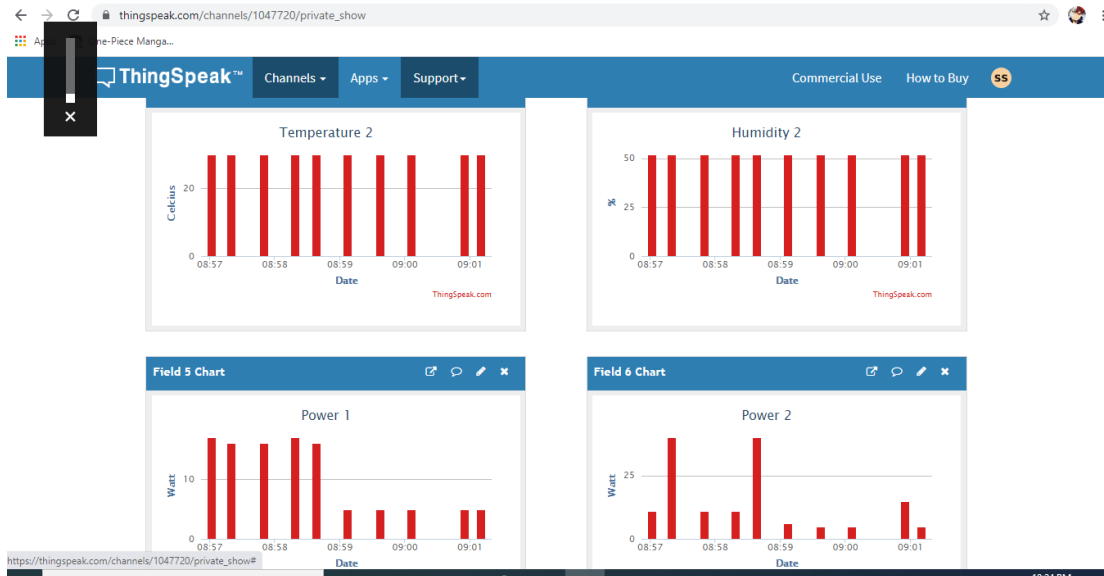 thingspeak.com/channels/1047720/private_show
ne-Piece Manga...
ThingSpeak™ Channels Apps Support Commercial Use How to Buy SS
Temperature 2
Celcius
20
0
08:57 08:58 08:59 09:00 09:01
Date
ThingSpeak.com
Humidity 2
%
50
25
0
08:57 08:58 08:59 09:00 09:01
Date
ThingSpeak.com
Field 5 Chart
Power 1
Watt
10
0
08:57 08:58 08:59 09:00 09:01
Date
Field 6 Chart
Power 2
Watt
25
0
08:57 08:58 08:59 09:00 09:01
Date
https://thingspeak.com/channels/1047720/private_show#